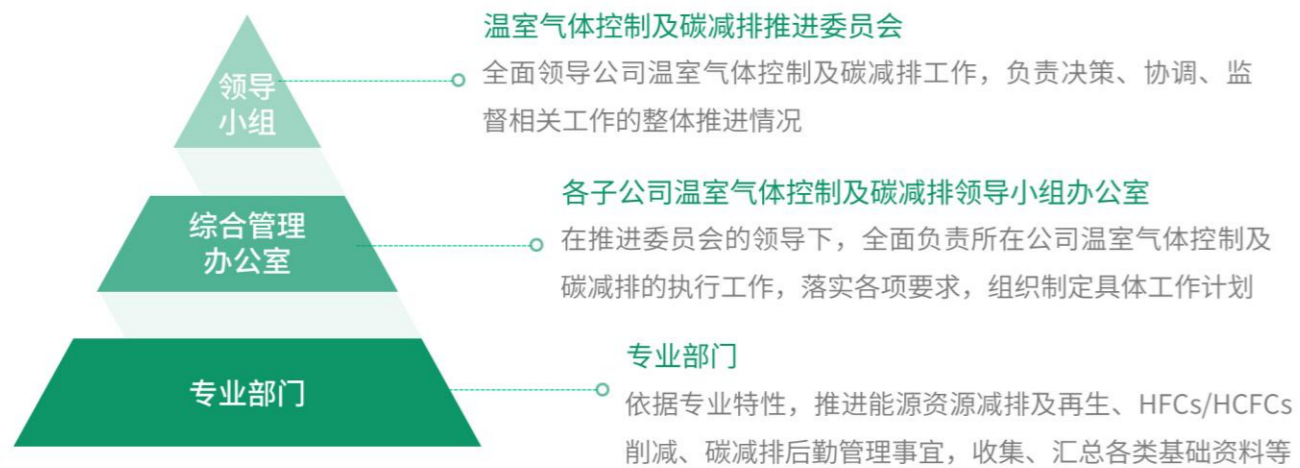 温室气体控制及碳减排推进委员会
领导
小组
全面领导公司温室气体控制及碳减排工作，负责决策、协调、监
督相关工作的整体推进情况
各子公司温室气体控制及碳减排领导小组办公室
综合管理
办公室
在推进委员会的领导下，全面负责所在公司温室气体控制及
碳减排的执行工作，落实各项要求，组织制定具体工作计划
专业部门
专业部门
依据专业特性，推进能源资源减排及再生、HFCs/HCFCs
削减、碳减排后勤管理事宜，收集、汇总各类基础资料等